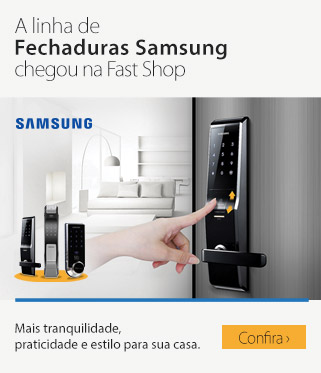 A linha de
Fechaduras Samsung
chegou na Fast Shop
SAMSUNG
Mais tranquilidade,
praticidade e estilo para sua casa.
Confira ›